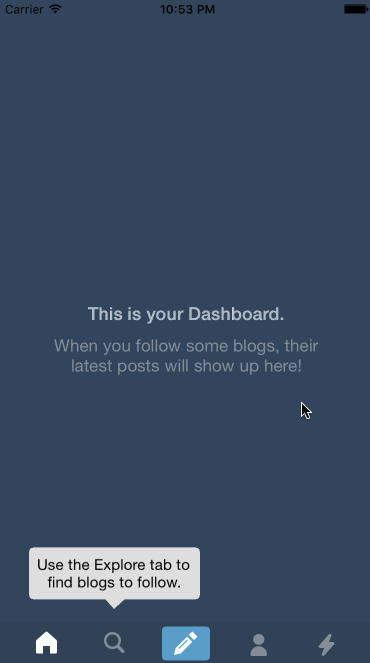 Carrier 10:53 PM
This is your Dashboard.
When you follow some blogs, their
latest posts will show up here!
Use the Explore tab to
find blogs to follow.